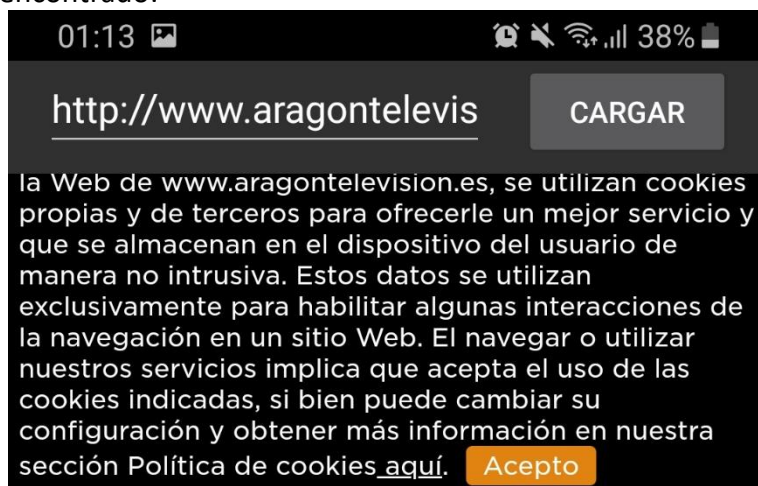 encontrado.
01:13 38%
http://www.aragontelevis CARGAR
la Web de www.aragontelevision.es, se utilizan cookies
propias y de terceros para ofrecerle un mejor servicio y
que se almacenan en el dispositivo del usuario de
manera no intrusiva. Estos datos se utilizan
exclusivamente para habilitar algunas interacciones de
la navegación en un sitio Web. El navegar o utilizar
nuestros servicios implica que acepta el uso de las
cookies indicadas, si bien puede cambiar su
configuración y obtener más información en nuestra
sección Política de cookies aquí. Acepto